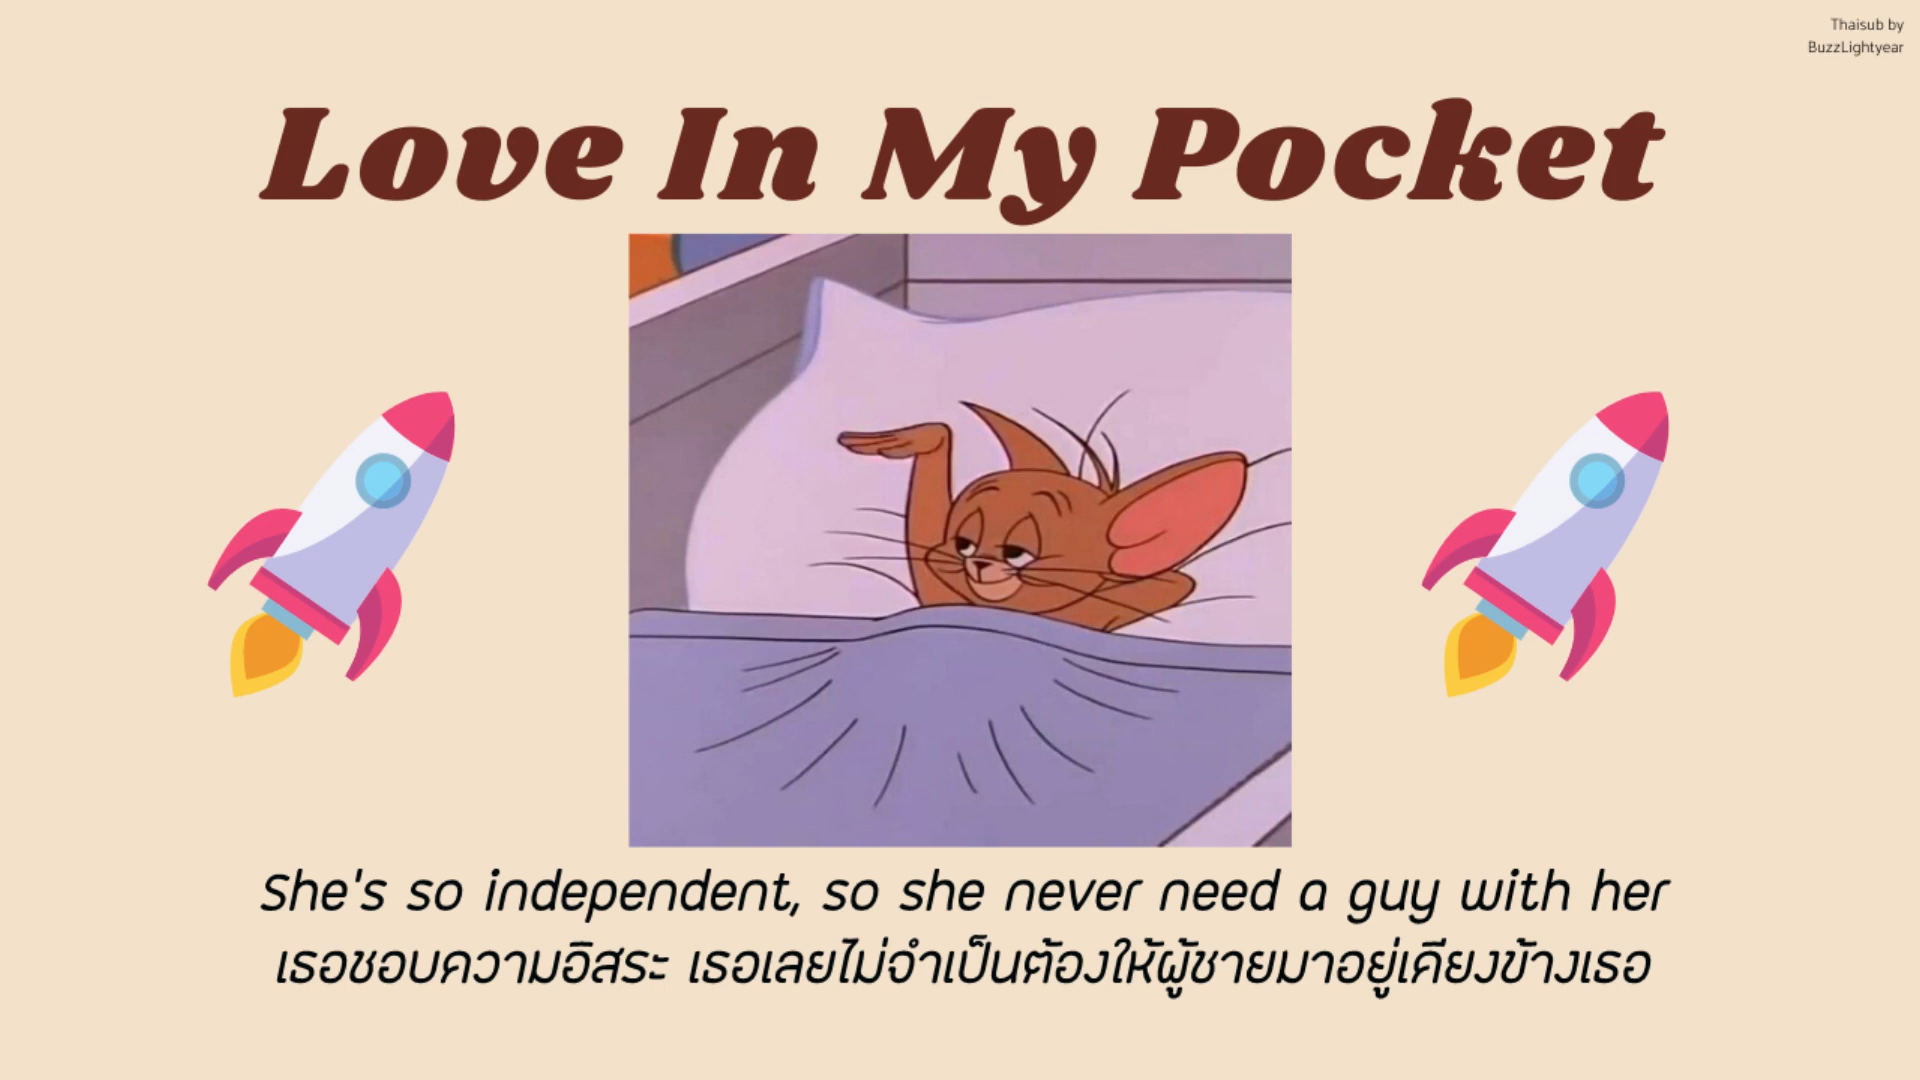 Thaisub by
BuzzLightyear
Love In My Pocket
She's so independent, so she never need a guy with her
เธอชอบความอิสระ เธอเลยไม่จำเป็นต้องให้ผู้ชายมาอยู่เคียงข้างเธอ